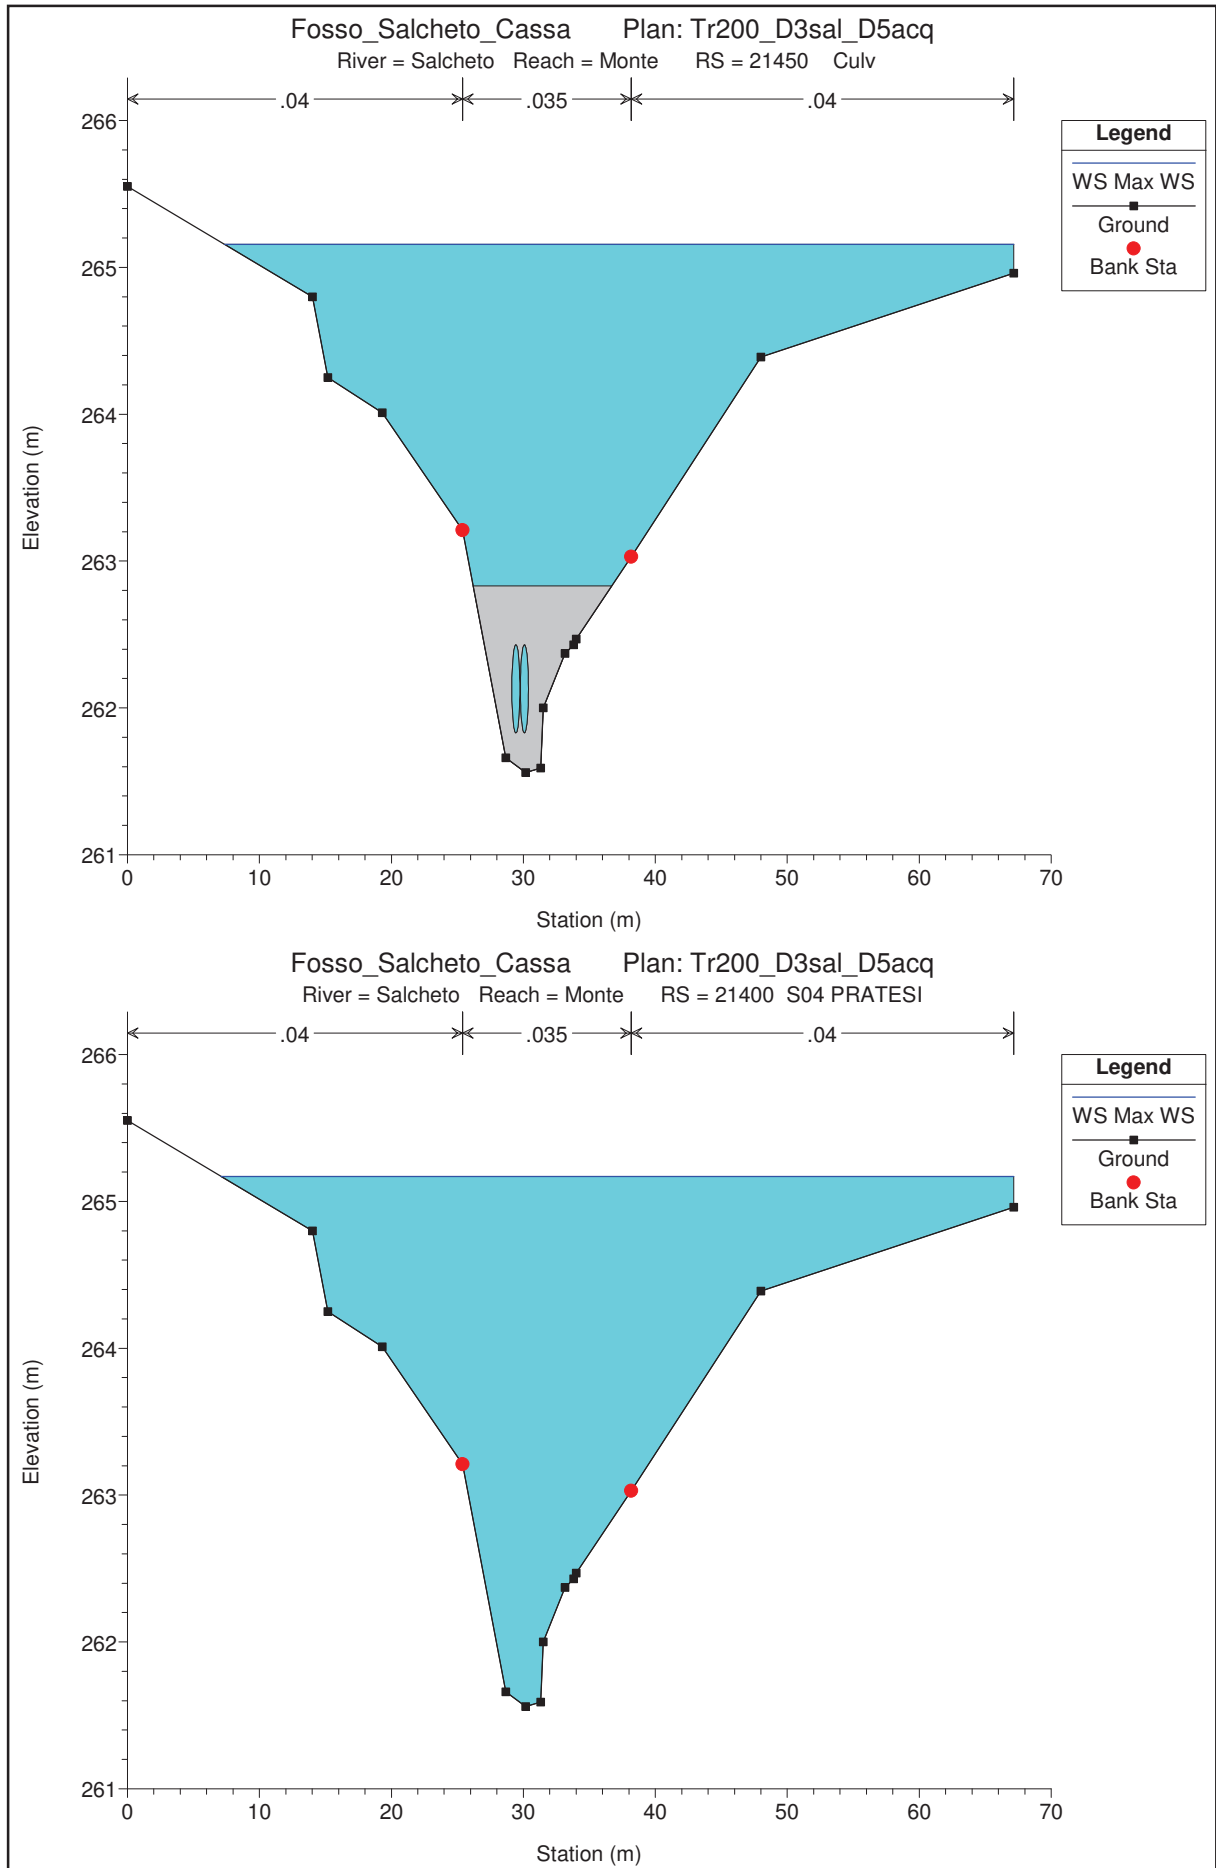 Fosso_Salcheto_Cassa Plan: Tr200_D3sal_D5acq
River = Salcheto Reach = Monte RS = 21450 Culv
.04 .035 .04
266
265
264
263
262
261
Elevation (m)
0 10 20 30 40 50 60 70
Station (m)
Legend
WS Max WS
Ground
Bank Sta
Fosso_Salcheto_Cassa Plan: Tr200_D3sal_D5acq
River = Salcheto Reach = Monte RS = 21400 S04 PRATESI
.04 .035 .04
266
265
264
263
262
261
Elevation (m)
0 10 20 30 40 50 60 70
Station (m)
Legend
WS Max WS
Ground
Bank Sta